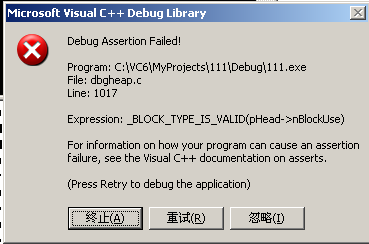 Microsoft Visual C++ Debug Library
Debug Assertion Failed!
Program: C:\VC6\MyProjects\111\Debug\111.exe
File: dbgheap.c
Line: 1017
Expression: _BLOCK_TYPE_IS_VALID(pHead->nBlockUse)
For information on how your program can cause an assertion
failure, see the Visual C++ documentation on asserts.
(Press Retry to debug the application)
终止(A) 重试(R) 忽略(I)